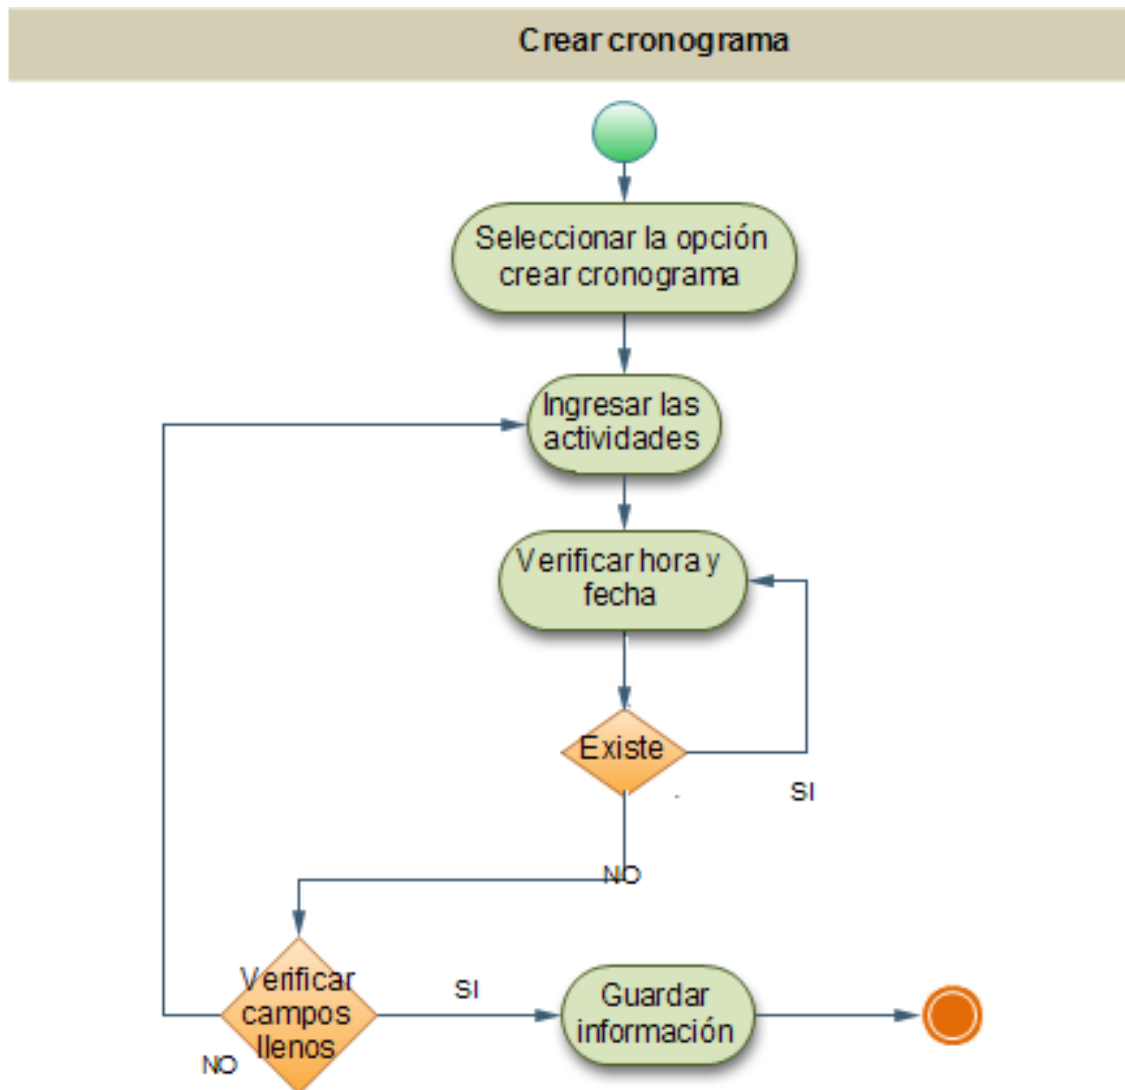 Crear cronograma
Seleccionar la opción
crear cronograma
Ingresar las
actividades
Verificar hora y
fecha
Existe
SI
NO
Verificar
campos
llenos
NO
SI
Guardar
información